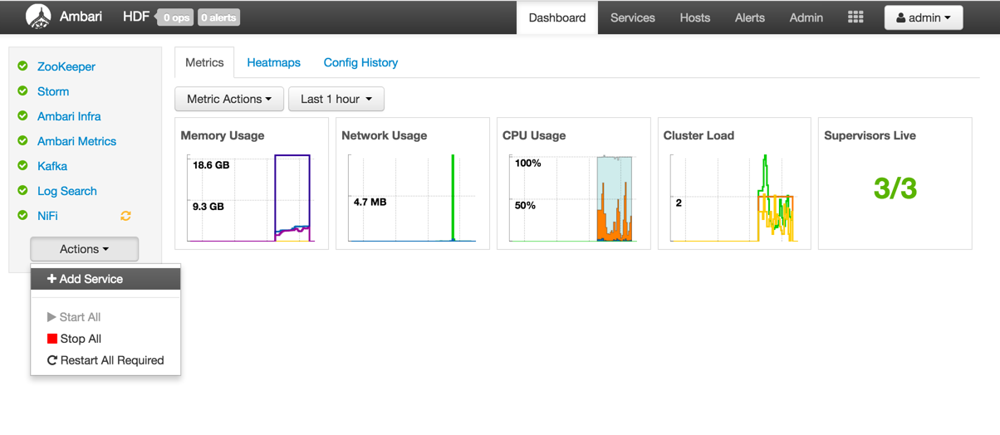 Ambari HDF 0 ops 0 alerts Dashboard Services Hosts Alerts Admin admin
ZooKeeper
Storm
Ambari Infra
Ambari Metrics
Kafka
Log Search
NiFi
Actions
Add Service
Start All
Stop All
Restart All Required
Metrics Heatmaps Config History
Metric Actions Last 1 hour
Memory Usage
18.6 GB
9.3 GB
Network Usage
4.7 MB
CPU Usage
100%
50%
Cluster Load
2
Supervisors Live
3/3